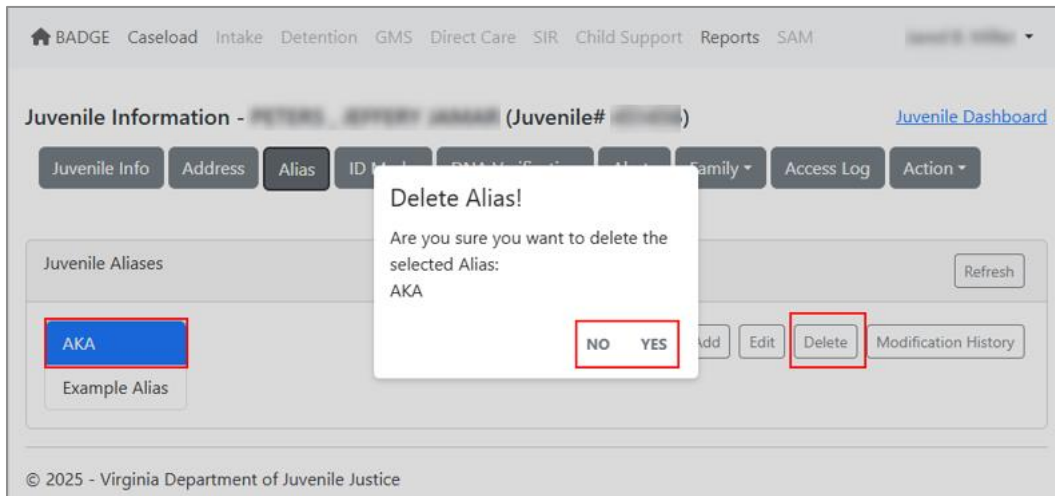 BADGE Caseload Intake Detention GMS Direct Care SIR Child Support Reports SAM
Juvenile Information - (Juvenile# )
Juvenile Dashboard
Juvenile Info Address Alias ID Family Access Log Action
Delete Alias!
Are you sure you want to delete the
selected Alias:
AKA
NO YES
Juvenile Aliases
Refresh
AKA
Edit Delete Modification History
Example Alias
© 2025 - Virginia Department of Juvenile Justice